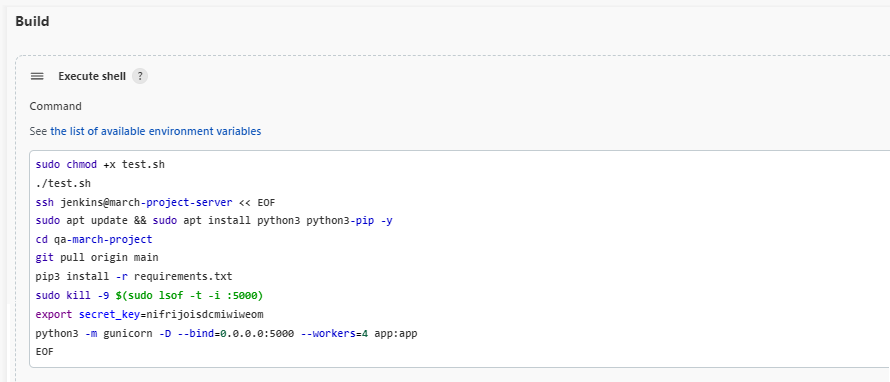 Build
Execute shell ?
Command
See the list of available environment variables
sudo chmod +x test.sh
./test.sh
ssh jenkins@march-project-server << EOF
sudo apt update && sudo apt install python3 python3-pip -y
cd qa-march-project
git pull origin main
pip3 install -r requirements.txt
sudo kill -9 $(sudo lsof -t -i :5000)
export secret_key=nifrijoisdcmiwiweom
python3 -m gunicorn -D --bind=0.0.0.0:5000 --workers=4 app:app
EOF